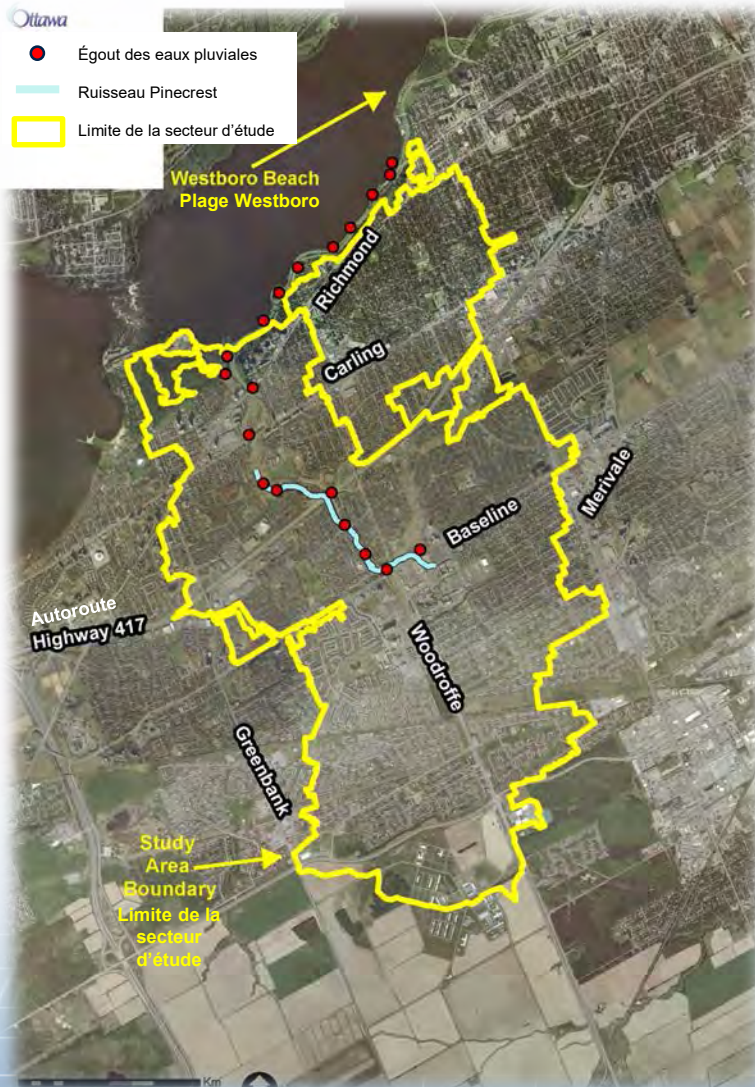 Ottawa
Égout des eaux pluviales
Ruisseau Pinecrest
Limite de la secteur d'étude
Westboro Beach
Plage Westboro
Richmond
Carling
Merivale
Baseline
Autoroute
Highway 417
Woodroffe
Greenbank
Study
Area
Boundary
Limite de la
secteur
d'étude
Km